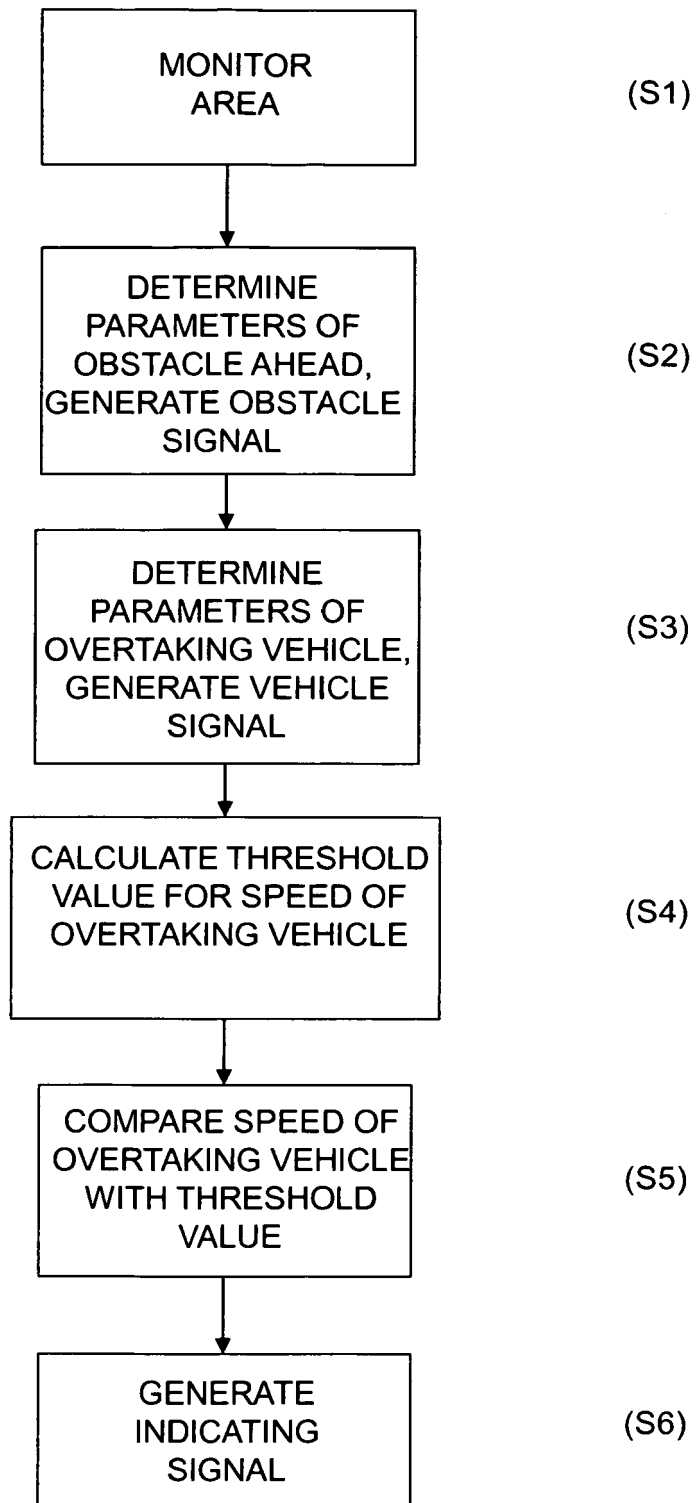 MONITOR
AREA
(S1)
DETERMINE
PARAMETERS OF
OBSTACLE AHEAD,
GENERATE OBSTACLE
SIGNAL
(S2)
DETERMINE
PARAMETERS OF
OVERTAKING VEHICLE,
GENERATE VEHICLE
SIGNAL
(S3)
CALCULATE THRESHOLD
VALUE FOR SPEED OF
OVERTAKING VEHICLE
(S4)
COMPARE SPEED OF
OVERTAKING VEHICLE
WITH THRESHOLD
VALUE
(S5)
GENERATE
INDICATING
SIGNAL
(S6)